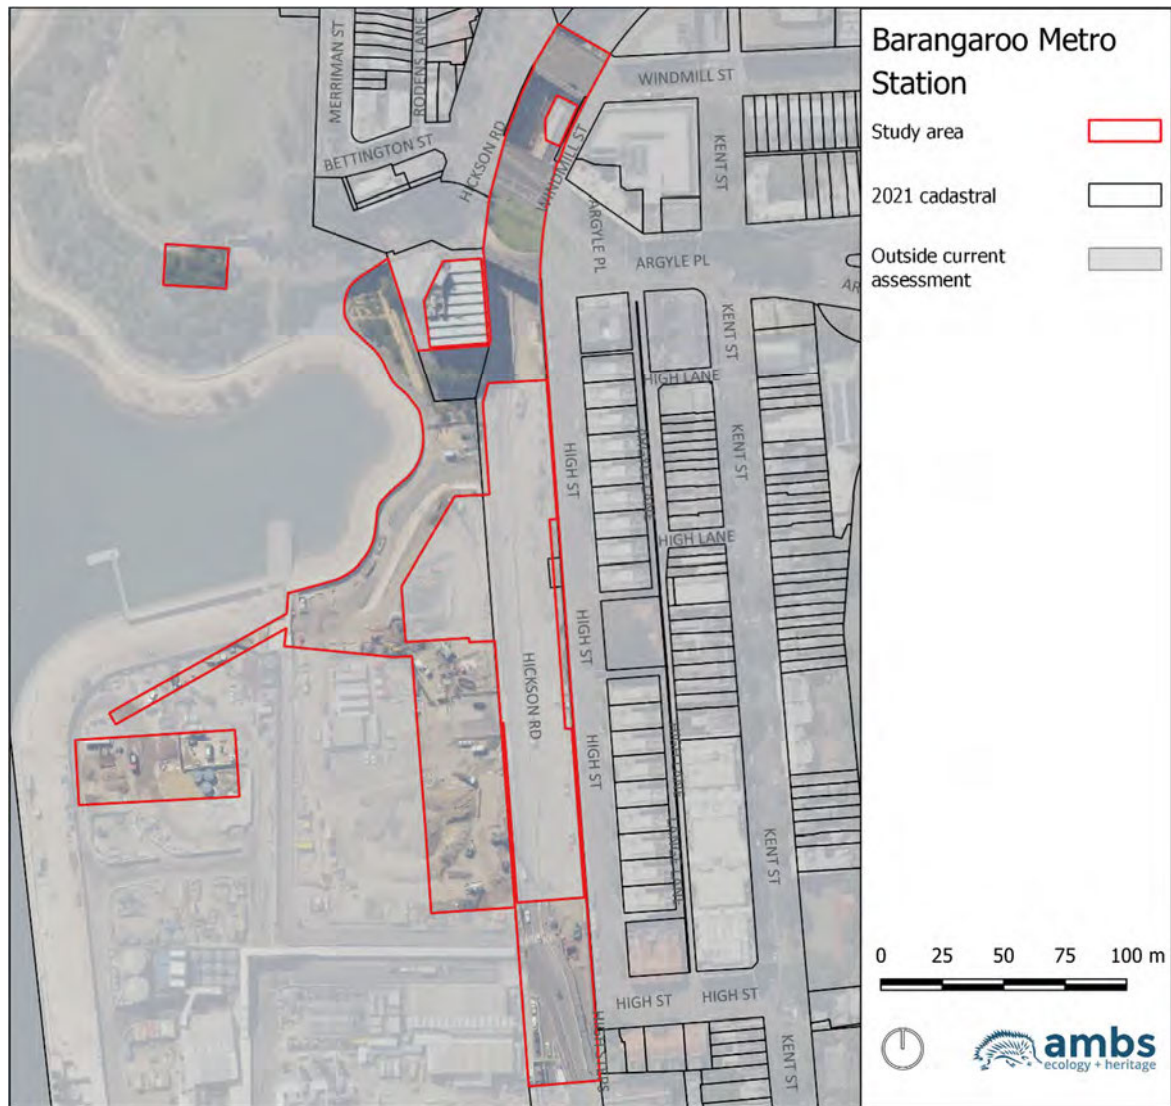 Barangaroo Metro
Station
Study area
2021 cadastral
Outside current
assessment
MERRIMAN ST
RODENS LANE
BETTINGTON ST
HICKSON RD
WINDMILL ST
WINDMILL ST
KENT ST
ARGYLE PL
ARGYLE PL
AR
KENT ST
HIGH LANE
KENT ST
HIGH ST
HIGH LANE
HIGH ST
HICKSON RD
HIGH ST
KENT ST
HIGH ST
HIGH ST
HIGH STEPS
KENT ST
0 25 50 75 100 m
ambs
ecology + heritage